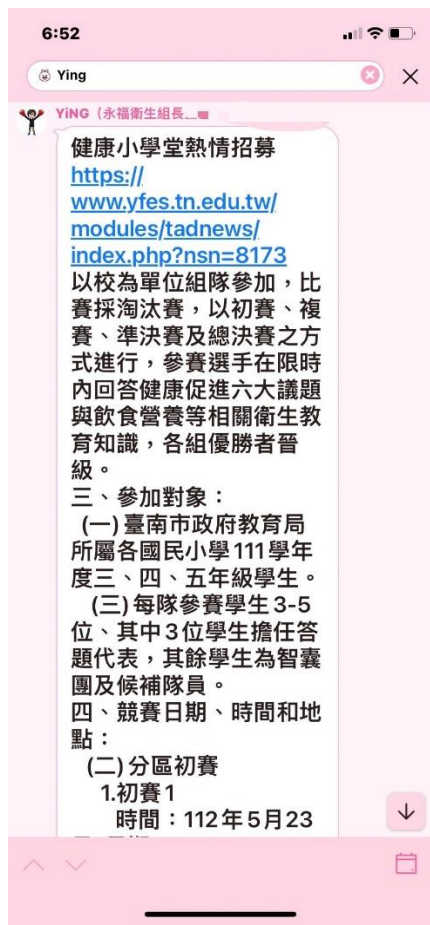 6:52
Ying
YiNG（永福衛生組長
健康小學堂熱情招募
https://
www.yfes.tn.edu.tw/
modules/tadnews/
index.php?nsn=8173
以校為單位組隊參加，比
賽採淘汰賽，以初賽、複
賽、準決賽及總決賽之方
式進行，參賽選手在限時
內回答健康促進六大議題
與飲食營養等相關衛生教
育知識，各組優勝者晉
級。
三、參加對象：
(一) 臺南市政府教育局
所屬各國民小學 111 學年
度三、四、五年級學生。
(三) 每隊參賽學生 3-5
位、其中 3 位學生擔任答
題代表，其餘學生為智囊
團及候補隊員。
四、競賽日期、時間和地
點：
(二) 分區初賽
1.初賽 1
時間：112 年 5 月 23